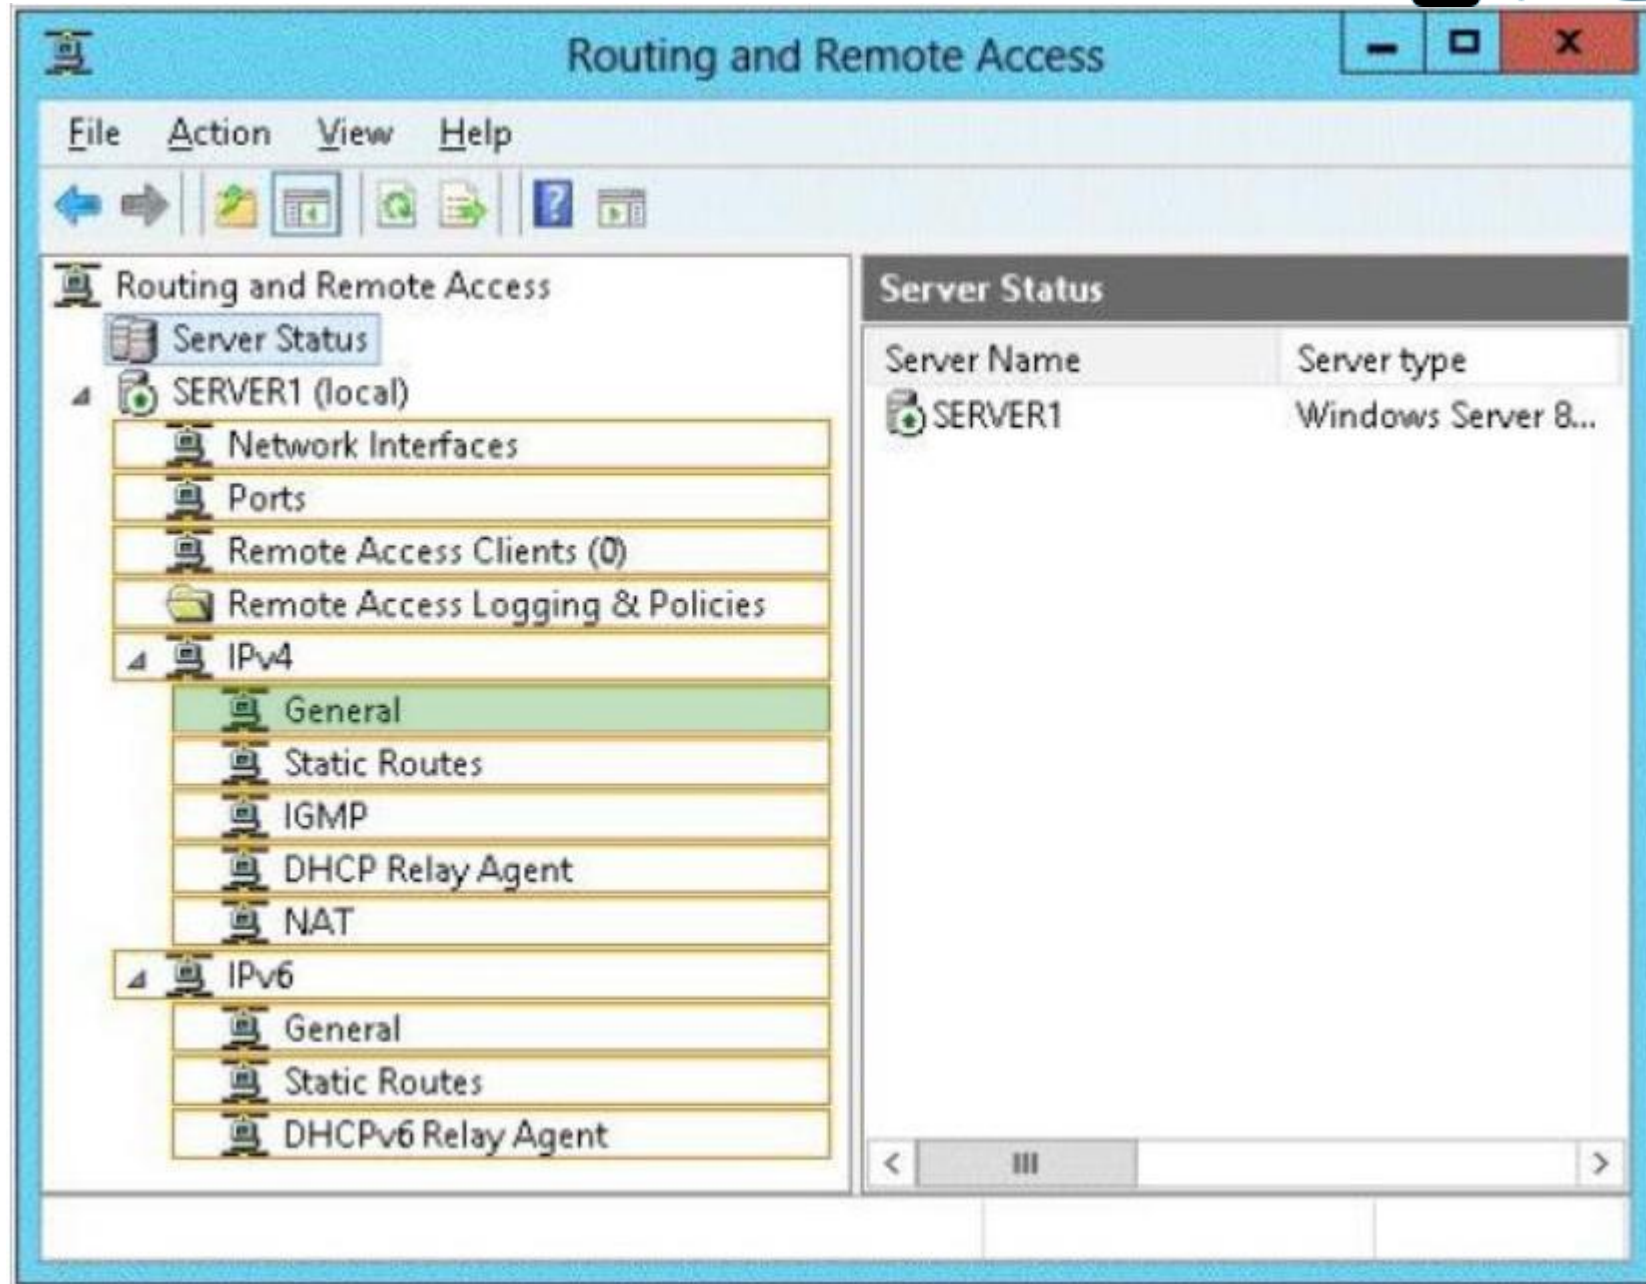 Routing and Remote Access
File Action View Help
Routing and Remote Access
Server Status
SERVER1 (local)
Network Interfaces
Ports
Remote Access Clients (0)
Remote Access Logging & Policies
IPv4
General
Static Routes
IGMP
DHCP Relay Agent
NAT
IPv6
General
Static Routes
DHCPv6 Relay Agent
Server Status
Server Name Server type
SERVER1 Windows Server 8...